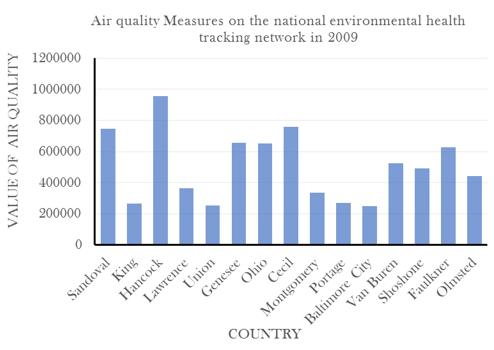 Air quality Measures on the national environmental health
tracking network in 2009
VALUE OF AIR QUALITY
1200000
1000000
800000
600000
400000
200000
0
Sandoval
King
Hancock
Lawrence
Union
Genesee
Ohio
Cecil
Montgomery
Portage
Baltimore City
Van Buren
Shoshone
Faulkner
Olmsted
COUNTRY